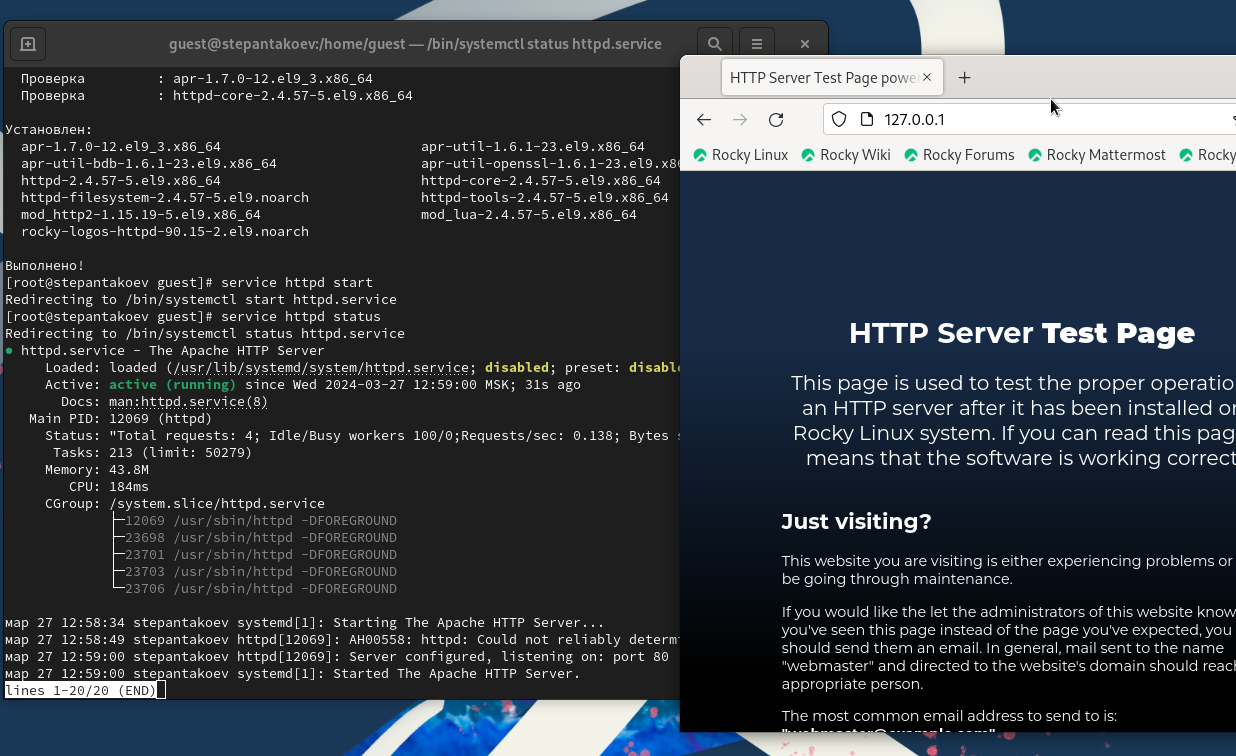 guest@stepantakoev:/home/guest — /bin/systemctl status httpd.service
Проверка : apr-1.7.0-12.el9_3.x86_64
Проверка : httpd-core-2.4.57-5.el9.x86_64
Установлен:
apr-1.7.0-12.el9_3.x86_64 apr-util-1.6.1-23.el9.x86_64
apr-util-bdb-1.6.1-23.el9.x86_64 apr-util-openssl-1.6.1-23.el9.x86
httpd-2.4.57-5.el9.x86_64 httpd-core-2.4.57-5.el9.x86_64
httpd-filesystem-2.4.57-5.el9.noarch httpd-tools-2.4.57-5.el9.x86_64
mod_http2-1.15.19-5.el9.x86_64 mod_lua-2.4.57-5.el9.x86_64
rocky-logos-httpd-90.15-2.el9.noarch
Выполнено!
[root@stepantakoev guest]# service httpd start
Redirecting to /bin/systemctl start httpd.service
[root@stepantakoev guest]# service httpd status
Redirecting to /bin/systemctl status httpd.service
● httpd.service - The Apache HTTP Server
Loaded: loaded (/usr/lib/systemd/system/httpd.service; disabled; preset: disabl
Active: active (running) since Wed 2024-03-27 12:59:00 MSK; 31s ago
Docs: man:httpd.service(8)
Main PID: 12069 (httpd)
Status: "Total requests: 4; Idle/Busy workers 100/0;Requests/sec: 0.138; Bytes s
Tasks: 213 (limit: 50279)
Memory: 43.8M
CPU: 184ms
CGroup: /system.slice/httpd.service
├─12069 /usr/sbin/httpd -DFOREGROUND
├─23698 /usr/sbin/httpd -DFOREGROUND
├─23701 /usr/sbin/httpd -DFOREGROUND
├─23703 /usr/sbin/httpd -DFOREGROUND
└─23706 /usr/sbin/httpd -DFOREGROUND
мар 27 12:58:34 stepantakoev systemd[1]: Starting The Apache HTTP Server...
мар 27 12:58:49 stepantakoev httpd[12069]: AH00558: httpd: Could not reliably determ
мар 27 12:59:00 stepantakoev httpd[12069]: Server configured, listening on: port 80
мар 27 12:59:00 stepantakoev systemd[1]: Started The Apache HTTP Server.
lines 1-20/20 (END)
HTTP Server Test Page powe
127.0.0.1
Rocky Linux Rocky Wiki Rocky Forums Rocky Mattermost Rocky
HTTP Server Test Page
This page is used to test the proper operatio
an HTTP server after it has been installed o
Rocky Linux system. If you can read this pag
means that the software is working correct
Just visiting?
This website you are visiting is either experiencing problems or
be going through maintenance.
If you would like the let the administrators of this website know
you've seen this page instead of the page you've expected, you
should send them an email. In general, mail sent to the name
"webmaster" and directed to the website's domain should reac
appropriate person.
The most common email address to send to is:
"webmaster@example.com"